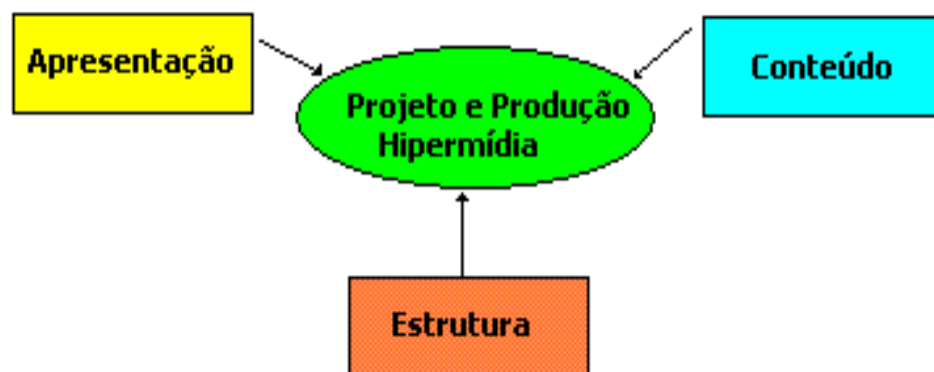 Apresentação
Projeto e Produção
Hipermídia
Conteúdo
Estrutura